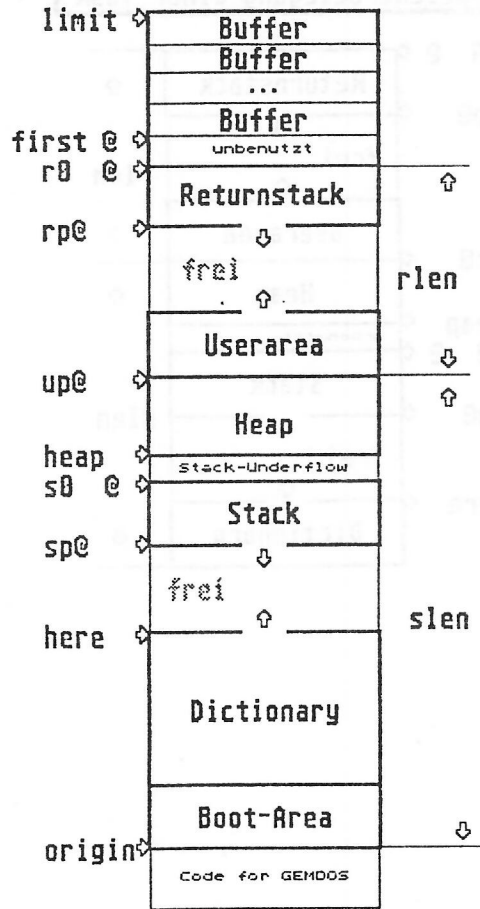 limit
Buffer
Buffer
...
Buffer
first @
unbenutzt
r0 @
Returnstack
rp@
frei
rlen
Userarea
up@
Heap
heap
Stack-Underflow
s0 @
Stack
sp@
frei
slen
here
Dictionary
Boot-Area
origin
Code for GEMDOS